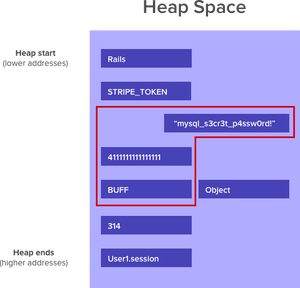 Heap Space
Heap start
(lower addresses)
Rails
STRIPE_TOKEN
"mysql_s3cr3t_p4ssw0rd!"
4111111111111111
BUFF
Object
314
Heap ends
(higher addresses)
User1.session